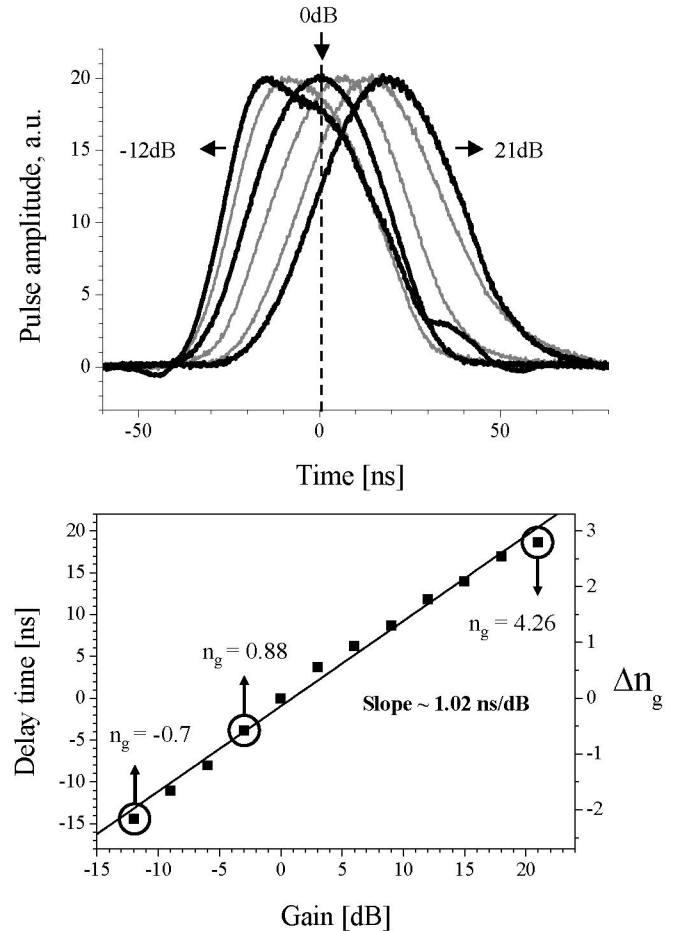 0dB
20
15
10
5
0
-12dB
21dB
Pulse amplitude, a.u.
-50
0
50
Time [ns]
20
15
10
5
0
-5
-10
-15
3
2
1
0
-1
-2
n_g = 4.26
n_g = 0.88
Slope ~ 1.02 ns/dB
n_g = -0.7
Delay time [ns]
Δn_g
-15
-10
-5
0
5
10
15
20
Gain [dB]